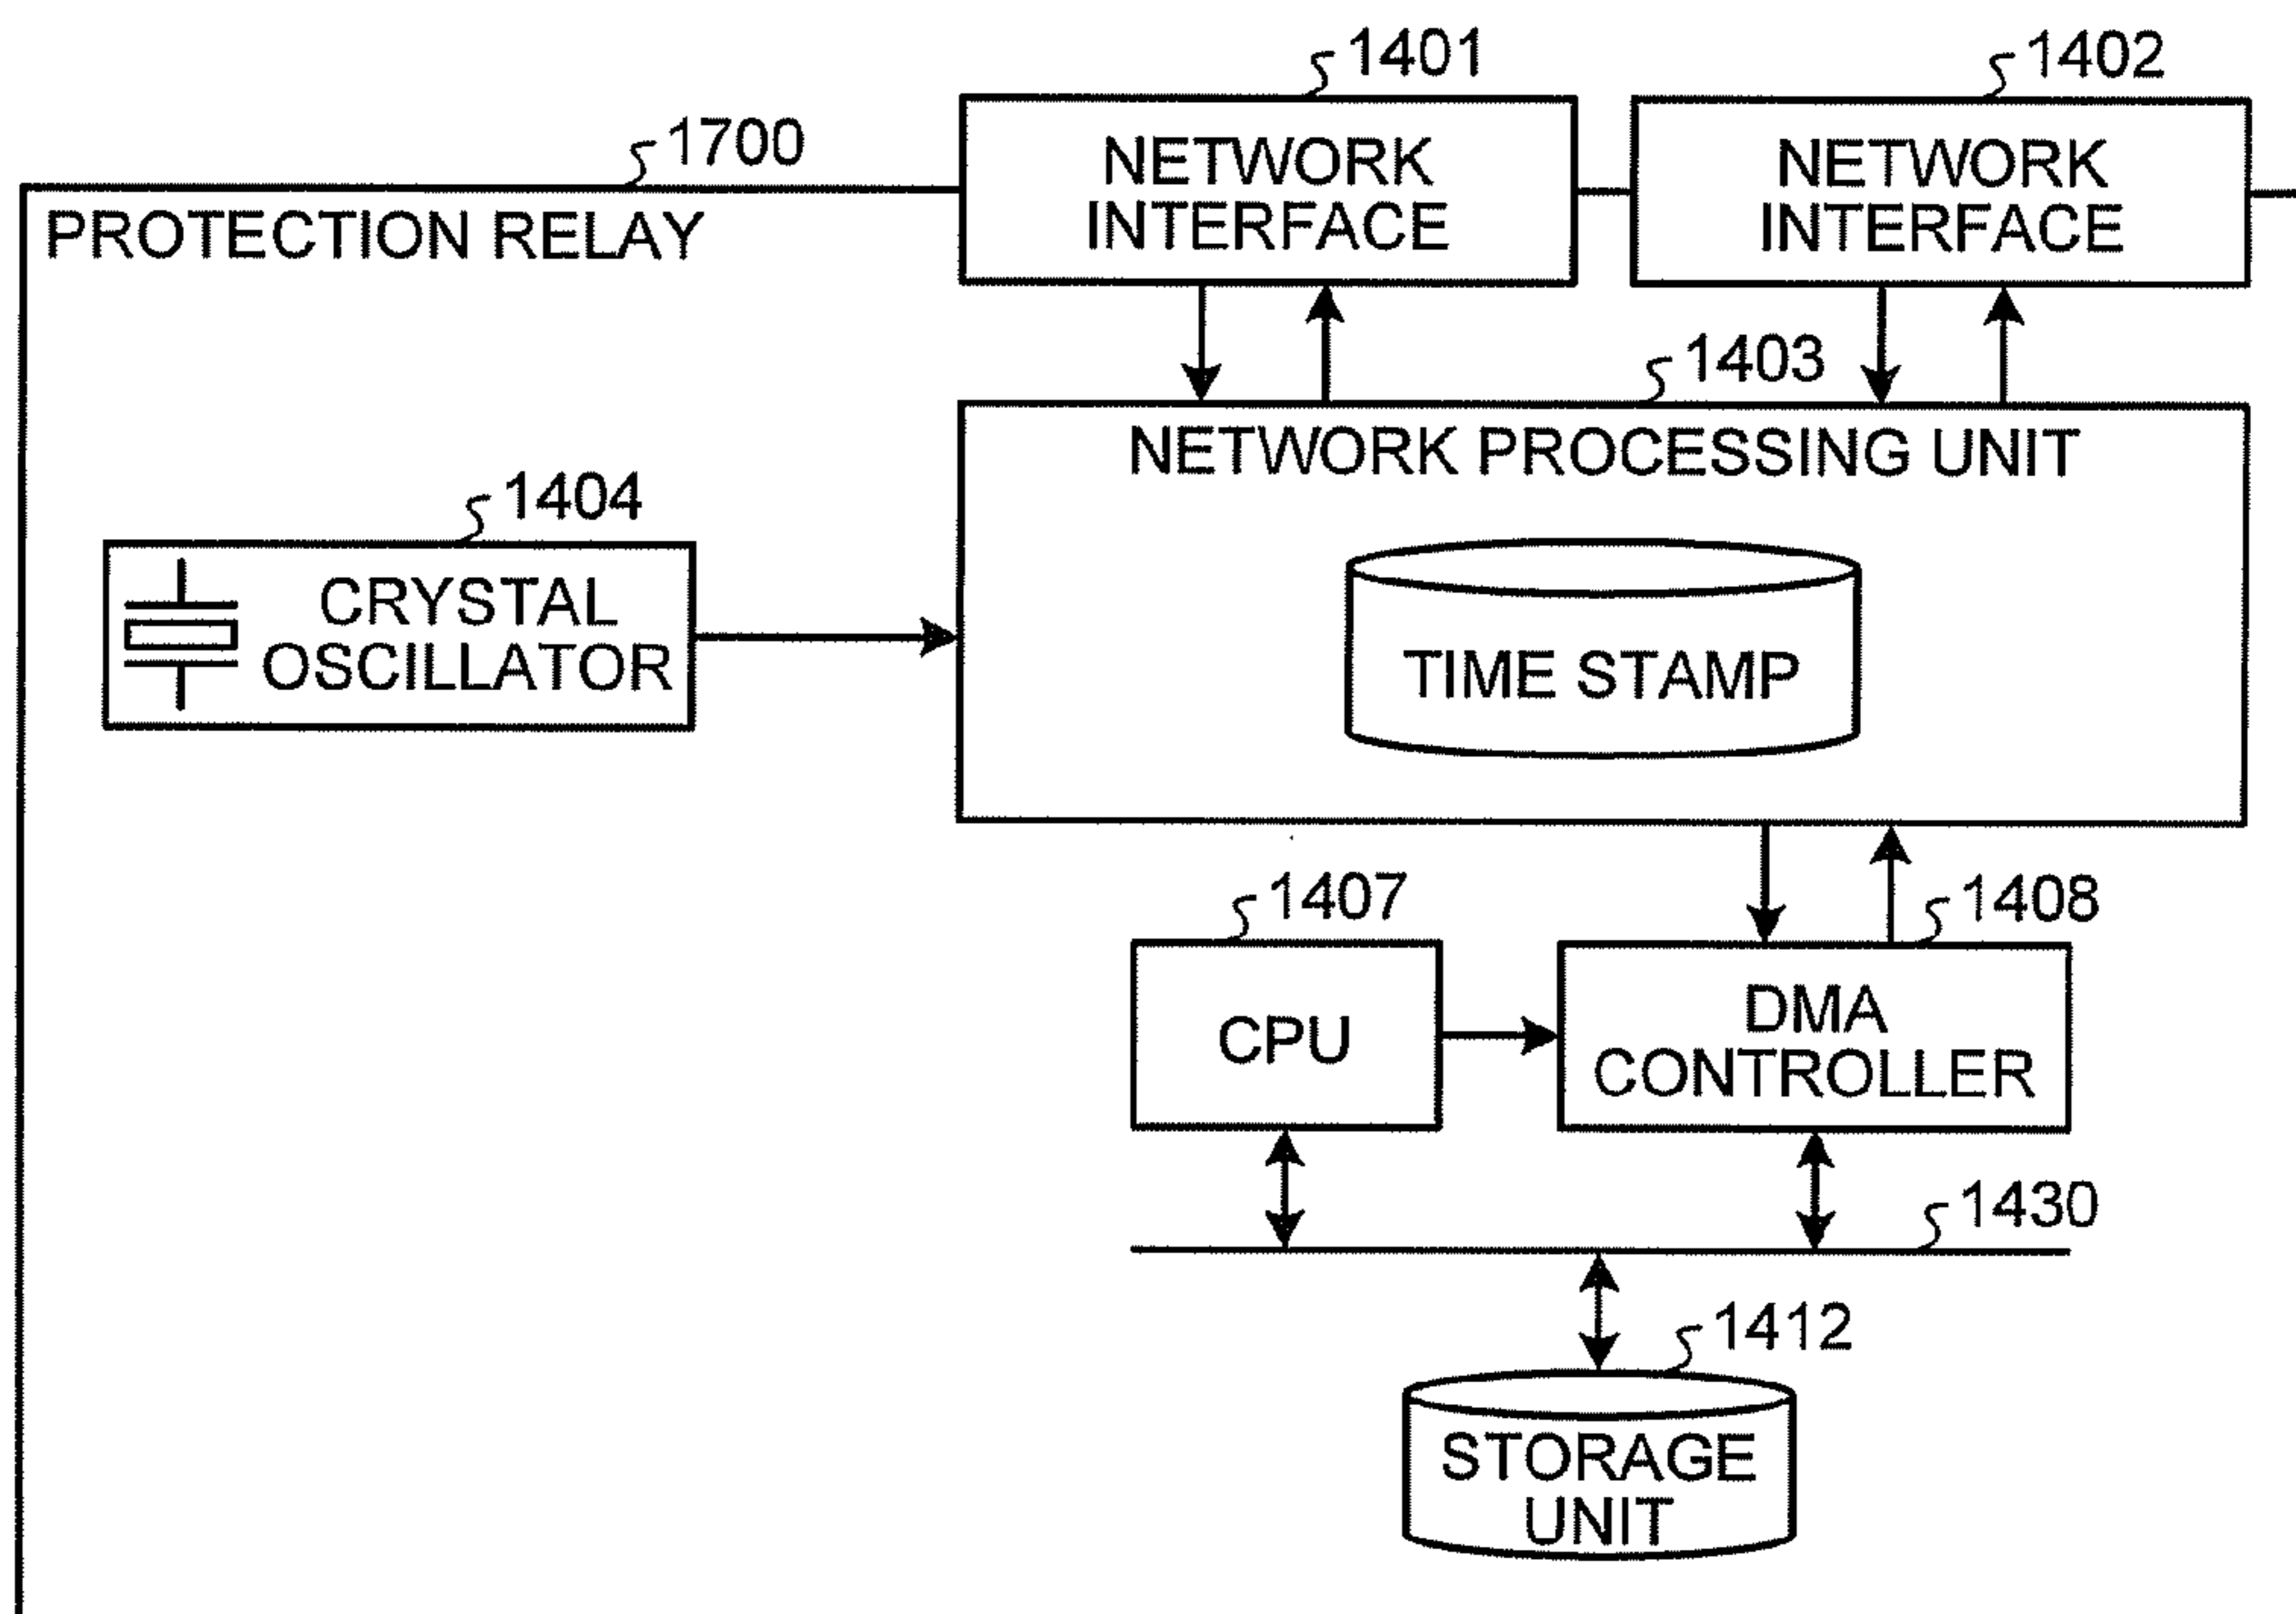 1401
1402
1700
NETWORK
INTERFACE
NETWORK
INTERFACE
PROTECTION RELAY
1403
NETWORK PROCESSING UNIT
1404
CRYSTAL
OSCILLATOR
TIME STAMP
1407
1408
CPU
DMA
CONTROLLER
1430
1412
STORAGE
UNIT